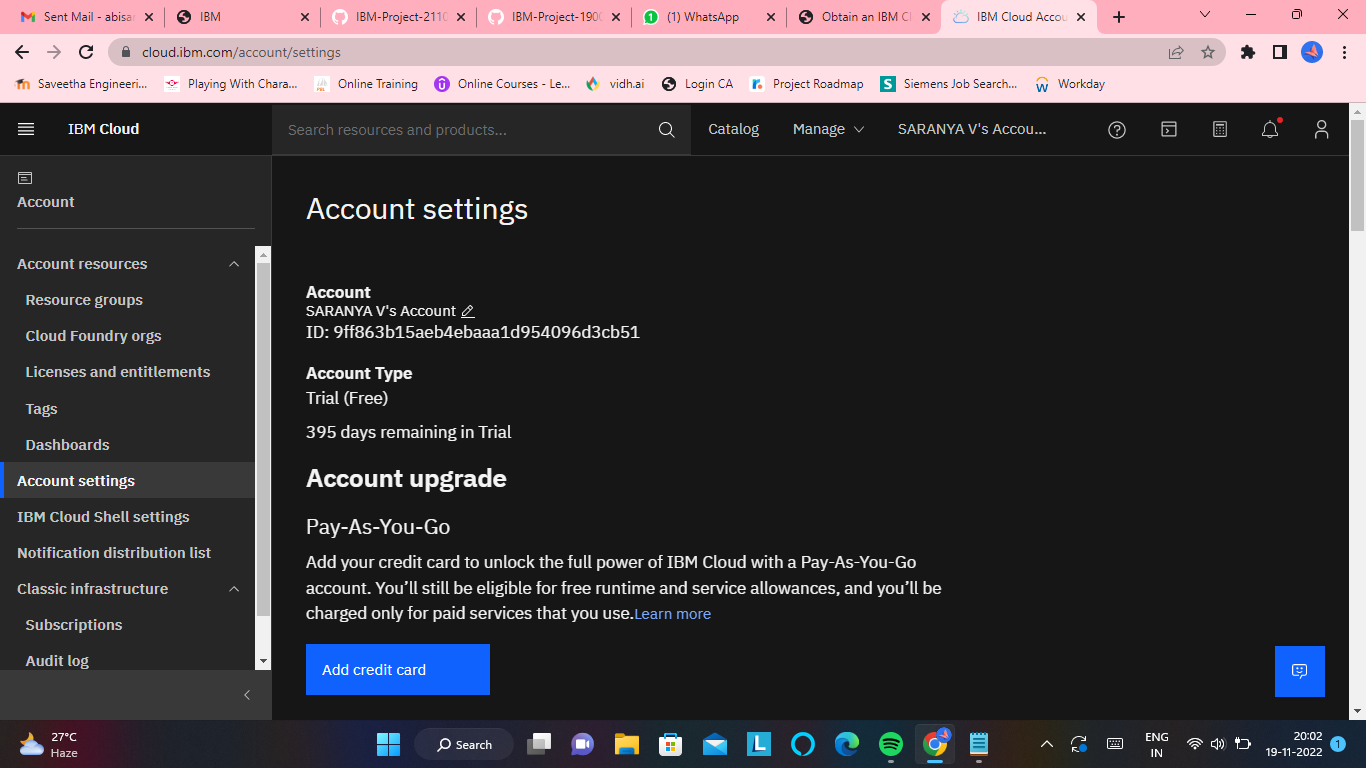 Sent Mail - abisar
IBM
IBM-Project-2110
IBM-Project-1900
(1) WhatsApp
Obtain an IBM Cl
IBM Cloud Accou
cloud.ibm.com/account/settings
Saveetha Engineeri...
Playing With Chara...
Online Training
Online Courses - Le...
vidh.ai
Login CA
Project Roadmap
Siemens Job Search...
Workday
IBM Cloud
Search resources and products...
Catalog
Manage
SARANYA V's Accou...
Account
Account resources
Resource groups
Cloud Foundry orgs
Licenses and entitlements
Tags
Dashboards
Account settings
IBM Cloud Shell settings
Notification distribution list
Classic infrastructure
Subscriptions
Audit log
Account settings
Account
SARANYA V's Account
ID: 9ff863b15aeb4ebaaa1d954096d3cb51
Account Type
Trial (Free)
395 days remaining in Trial
Account upgrade
Pay-As-You-Go
Add your credit card to unlock the full power of IBM Cloud with a Pay-As-You-Go
account. You’ll still be eligible for free runtime and service allowances, and you’ll be
charged only for paid services that you use.Learn more
Add credit card
27°C
Haze
Search
ENG
IN
20:02
19-11-2022
1